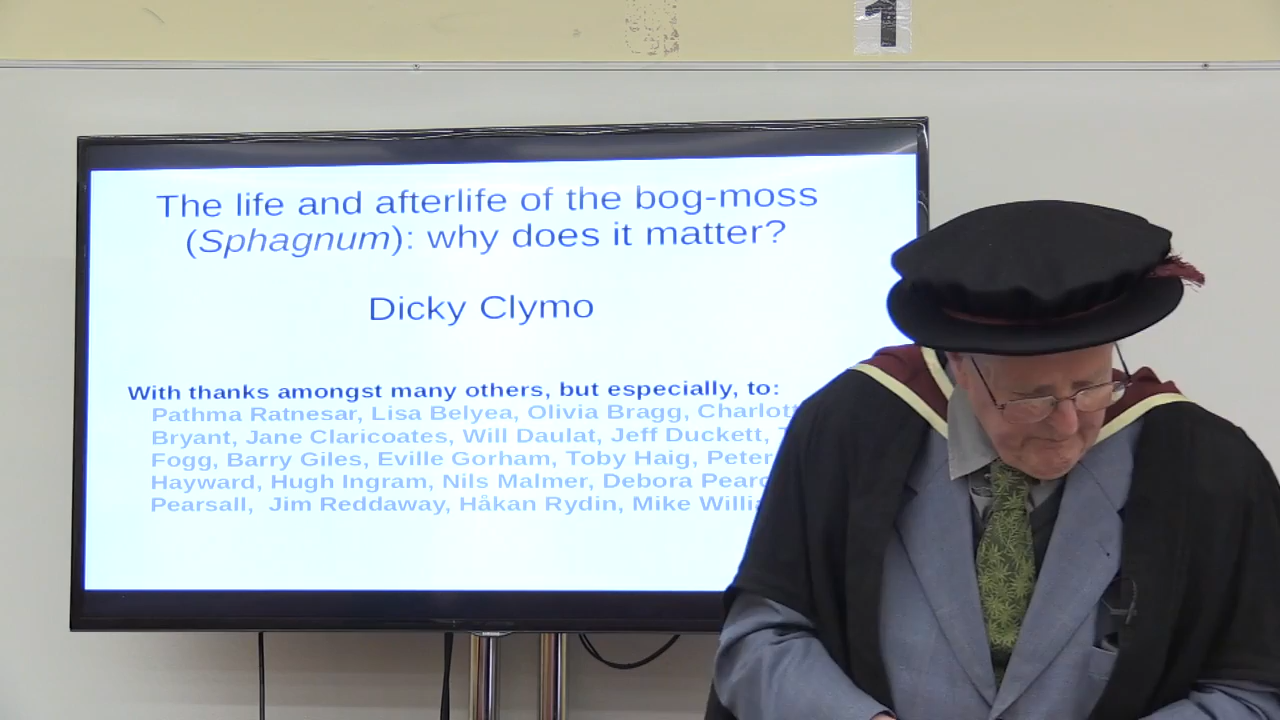 1
The life and afterlife of the bog-moss
(Sphagnum): why does it matter?
Dicky Clymo
With thanks amongst many others, but especially, to:
Pathma Ratnesar, Lisa Belyea, Olivia Bragg,
Bryant, Jane Claricoates, Will Daulat, Jeff Duckett,
Fogg, Barry Giles, Eville Gorham, Toby Haig, Peter
Hayward, Hugh Ingram, Nils Malmer, Debora
Pearsall, Jim Reddaway, Håkan Rydin, Mike